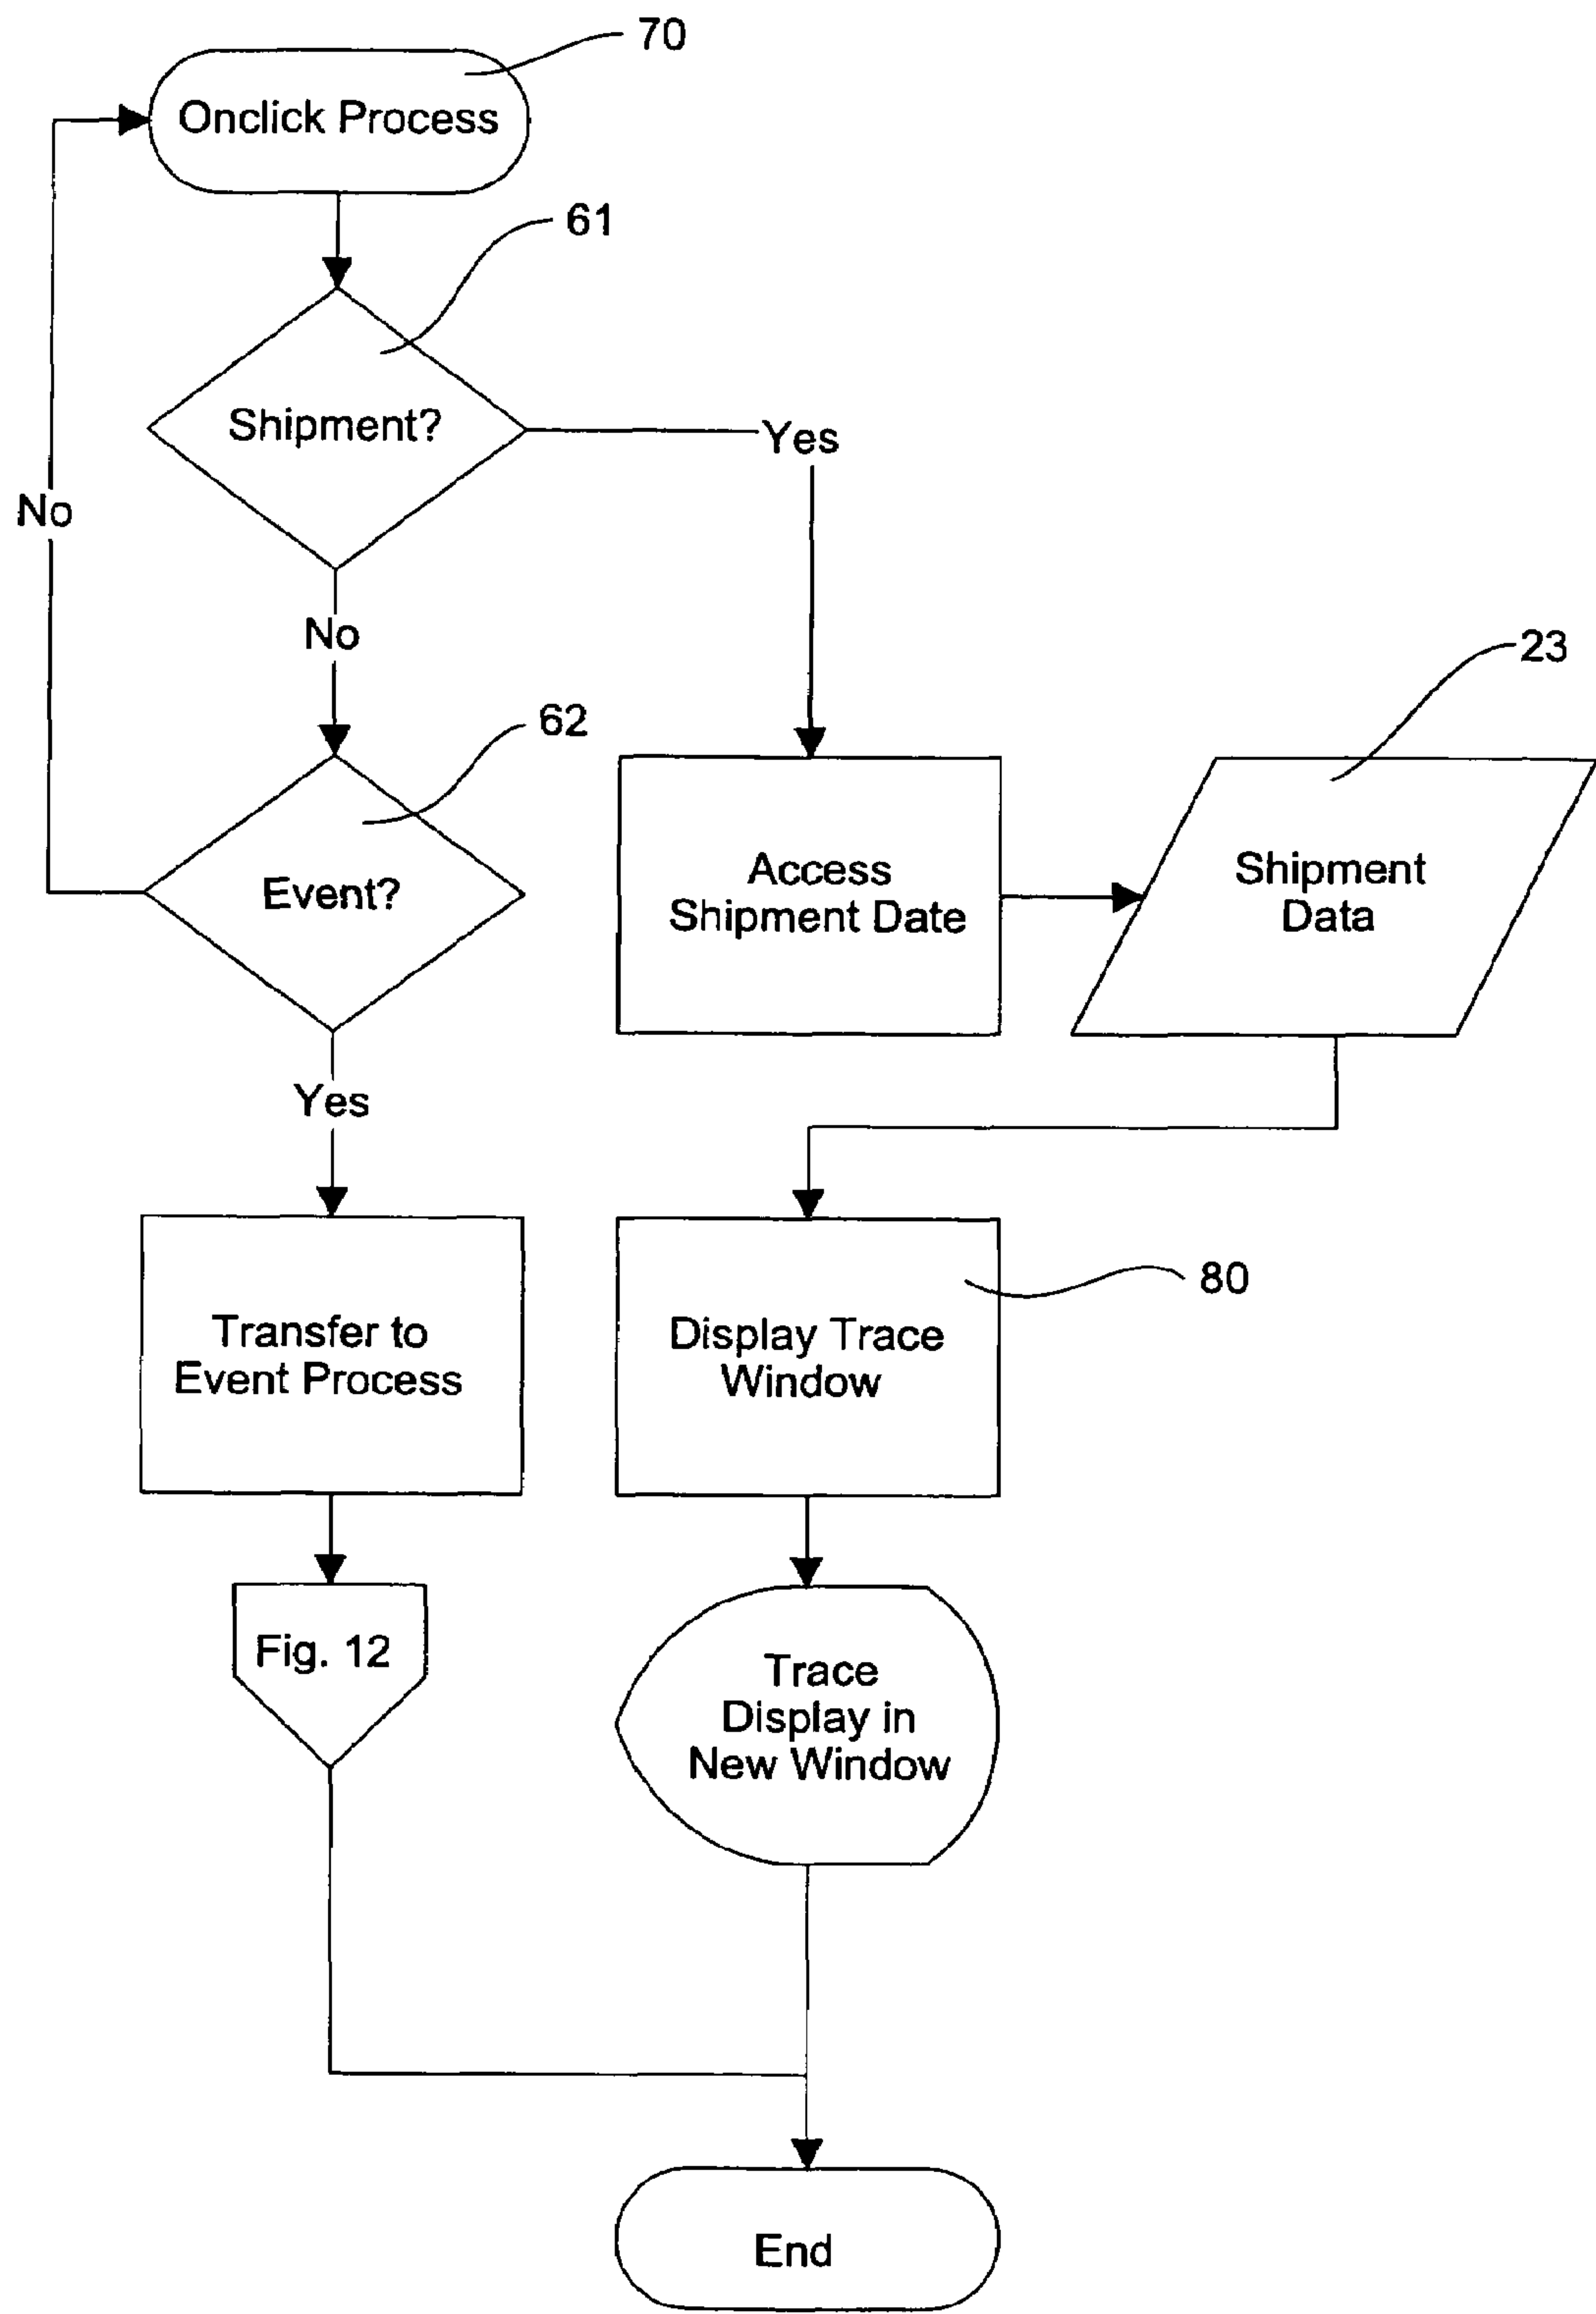 70
Onclick Process
61
Shipment?
Yes
No
No
23
62
Access
Shipment Date
Shipment
Data
Event?
Yes
80
Transfer to
Event Process
Display Trace
Window
Fig. 12
Trace
Display in
New Window
End